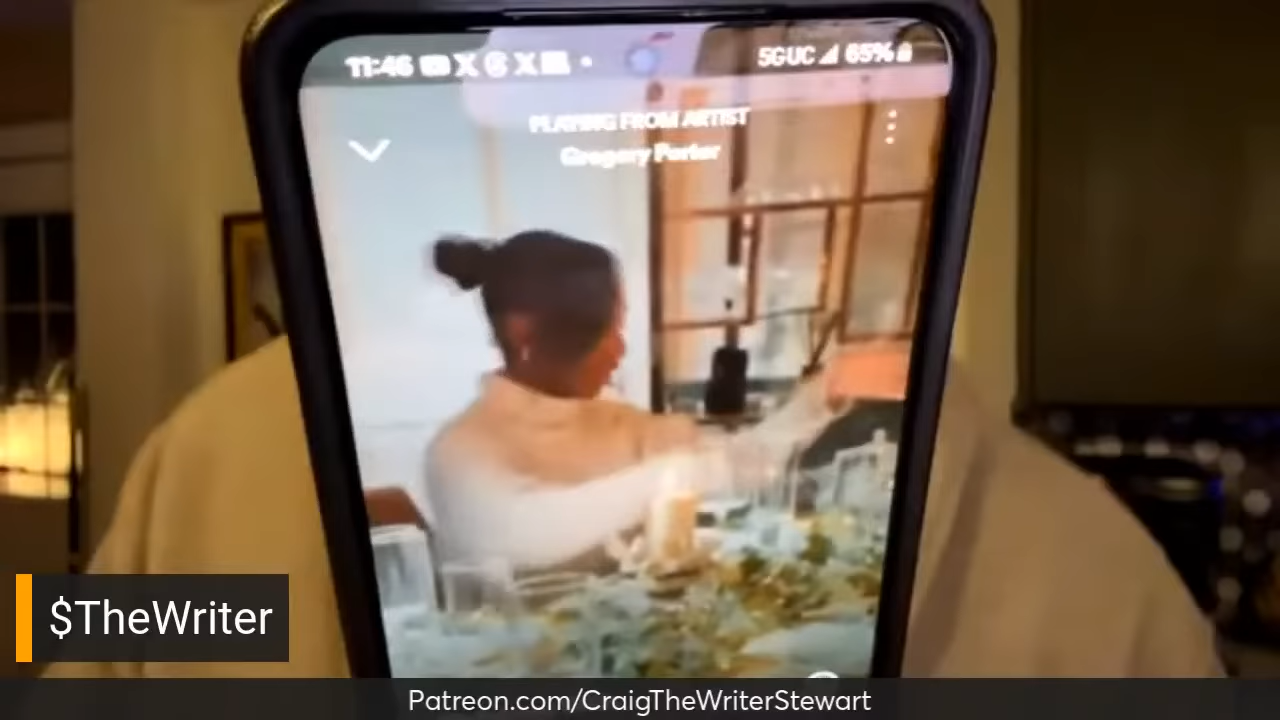 11:46
5GUC 65%
PLAYING FROM ARTIST
Gregory Porter
$TheWriter
Patreon.com/CraigTheWriterStewart